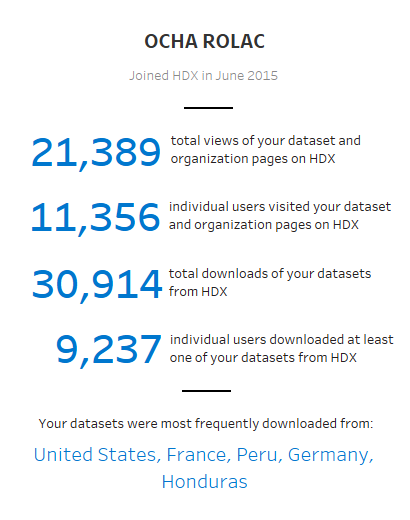 OCHA ROLAC
Joined HDX in June 2015
21,389
total views of your dataset and
organization pages on HDX
11,356
individual users visited your dataset
and organization pages on HDX
30,914
total downloads of your datasets
from HDX
9,237
individual users downloaded at least
one of your datasets from HDX
Your datasets were most frequently downloaded from:
United States, France, Peru, Germany,
Honduras